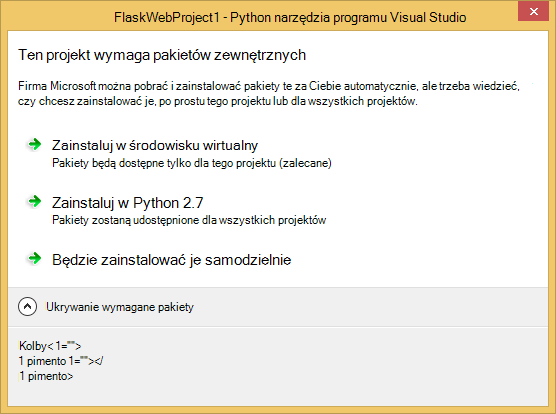 FlaskWebProject1 - Python narzędzia programu Visual Studio
Ten projekt wymaga pakietów zewnętrznych
Firma Microsoft można pobrać i zainstalować pakiety te za Ciebie automatycznie, ale trzeba wiedzieć,
czy chcesz zainstalować je, po prostu tego projektu lub dla wszystkich projektów.
Zainstaluj w środowisku wirtualny
Pakiety będą dostępne tylko dla tego projektu (zalecane)
Zainstaluj w Python 2.7
Pakiety zostaną udostępnione dla wszystkich projektów
Będzie zainstalować je samodzielnie
Ukrywanie wymagane pakiety
Kolby< 1="">
1 pimento 1=""></
1 pimento>